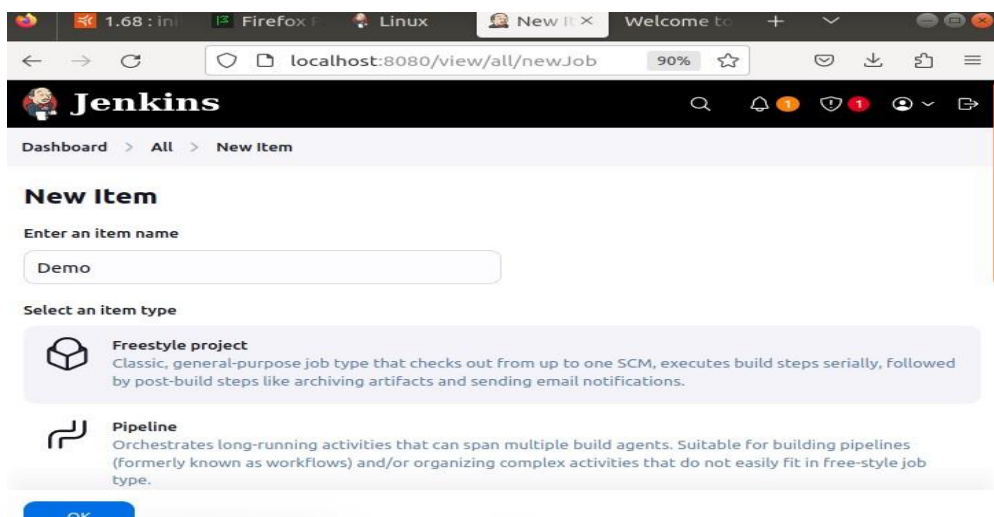 1.68 : ini
Firefox
Linux
New It
Welcome to
localhost:8080/view/all/newJob
90%
Jenkins
1
1
Dashboard > All > New Item
New Item
Enter an item name
Demo
Select an item type
Freestyle project
Classic, general-purpose job type that checks out from up to one SCM, executes build steps serially, followed
by post-build steps like archiving artifacts and sending email notifications.
Pipeline
Orchestrates long-running activities that can span multiple build agents. Suitable for building pipelines
(formerly known as workflows) and/or organizing complex activities that do not easily fit in free-style job
type.
OK